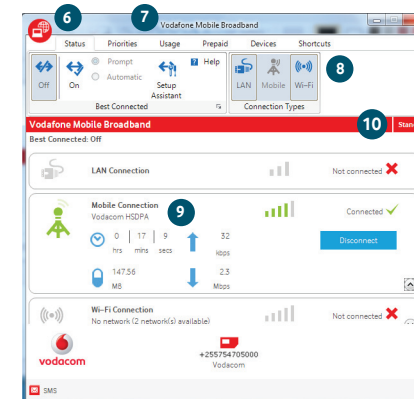 6
7
Vodafone Mobile Broadband
Status Priorities Usage Prepaid Devices Shortcuts
Off On Prompt Automatic Setup Assistant Help
Best Connected
LAN Mobile Wi-Fi
Connection Types
8
Vodafone Mobile Broadband
10
Stan
Best Connected: Off
LAN Connection Not connected
Mobile Connection
Vodacom HSDPA
9
Connected
0 17 9 32
hrs mins secs kbps
Disconnect
147.56 2.3
MB Mbps
Wi-Fi Connection
No network (2 network(s) available)
Not connected
vodacom
+255754705000
Vodacom
SMS